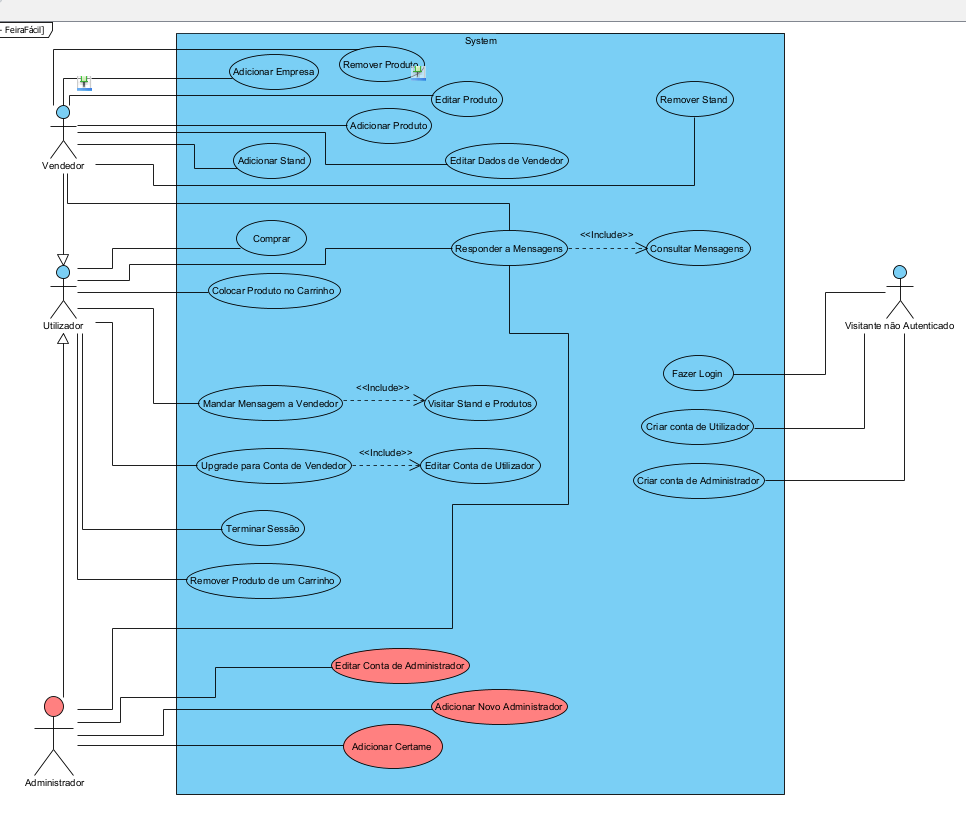 - FeiraFácil]
System
Remover Produto
Adicionar Empresa
Editar Produto
Remover Stand
Adicionar Produto
Adicionar Stand
Editar Dados de Vendedor
Vendedor
Comprar
<<Include>>
Responder a Mensagens
Consultar Mensagens
Colocar Produto no Carrinho
Utilizador
Visitante não Autenticado
Fazer Login
<<Include>>
Mandar Mensagem a Vendedor
Visitar Stand e Produtos
Criar conta de Utilizador
<<Include>>
Upgrade para Conta de Vendedor
Editar Conta de Utilizador
Criar conta de Administrador
Terminar Sessão
Remover Produto de um Carrinho
Editar Conta de Administrador
Adicionar Novo Administrador
Adicionar Certame
Administrador